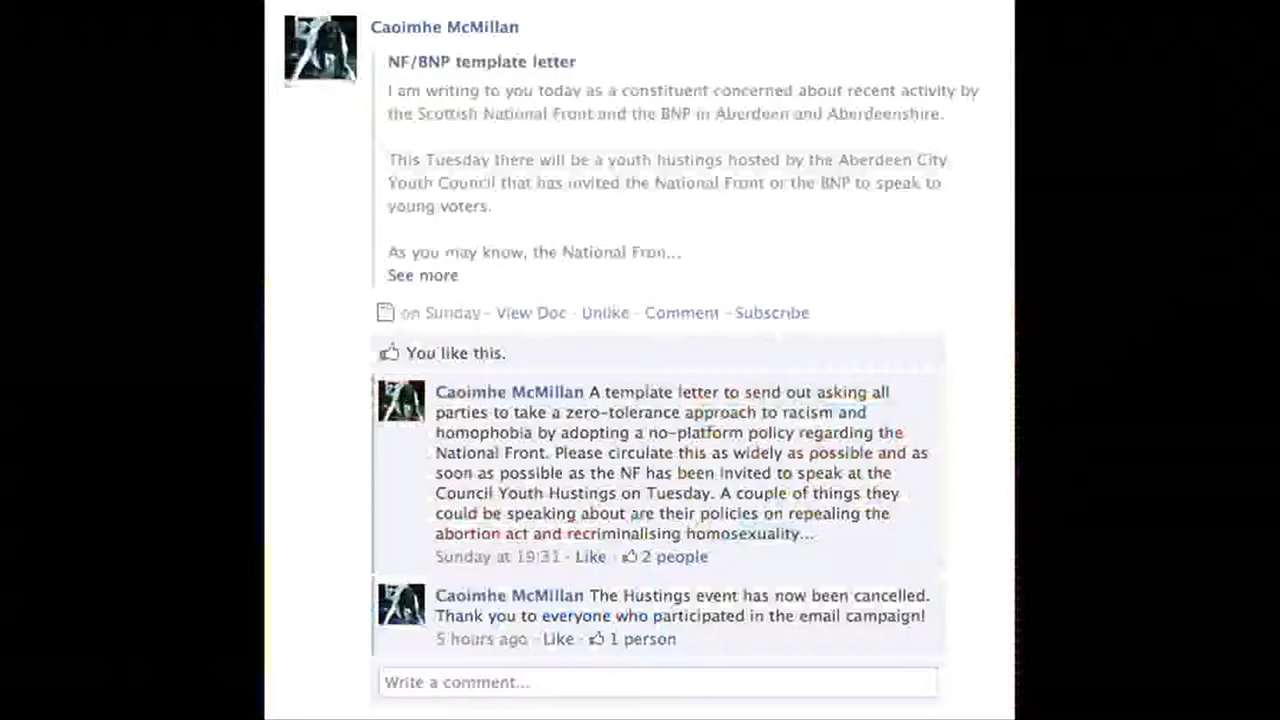 Caoimhe McMillan
NF/BNP template letter
I am writing to you today as a constituent concerned about recent activity by
the Scottish National Front and the BNP in Aberdeen and Aberdeenshire.
This Tuesday there will be a youth hustings hosted by the Aberdeen City
Youth Council that has invited the National Front or the BNP to speak to
young voters.
As you may know, the National Fron...
See more
on Sunday · View Doc · Unlike · Comment · Subscribe
You like this.
Caoimhe McMillan A template letter to send out asking all
parties to take a zero-tolerance approach to racism and
homophobia by adopting a no-platform policy regarding the
National Front. Please circulate this as widely as possible and as
soon as possible as the NF has been invited to speak at the
Council Youth Hustings on Tuesday. A couple of things they
could be speaking about are their policies on repealing the
abortion act and recriminalising homosexuality...
Sunday at 19:31 · Like · 2 people
Caoimhe McMillan The Hustings event has now been cancelled.
Thank you to everyone who participated in the email campaign!
5 hours ago · Like · 1 person
Write a comment...